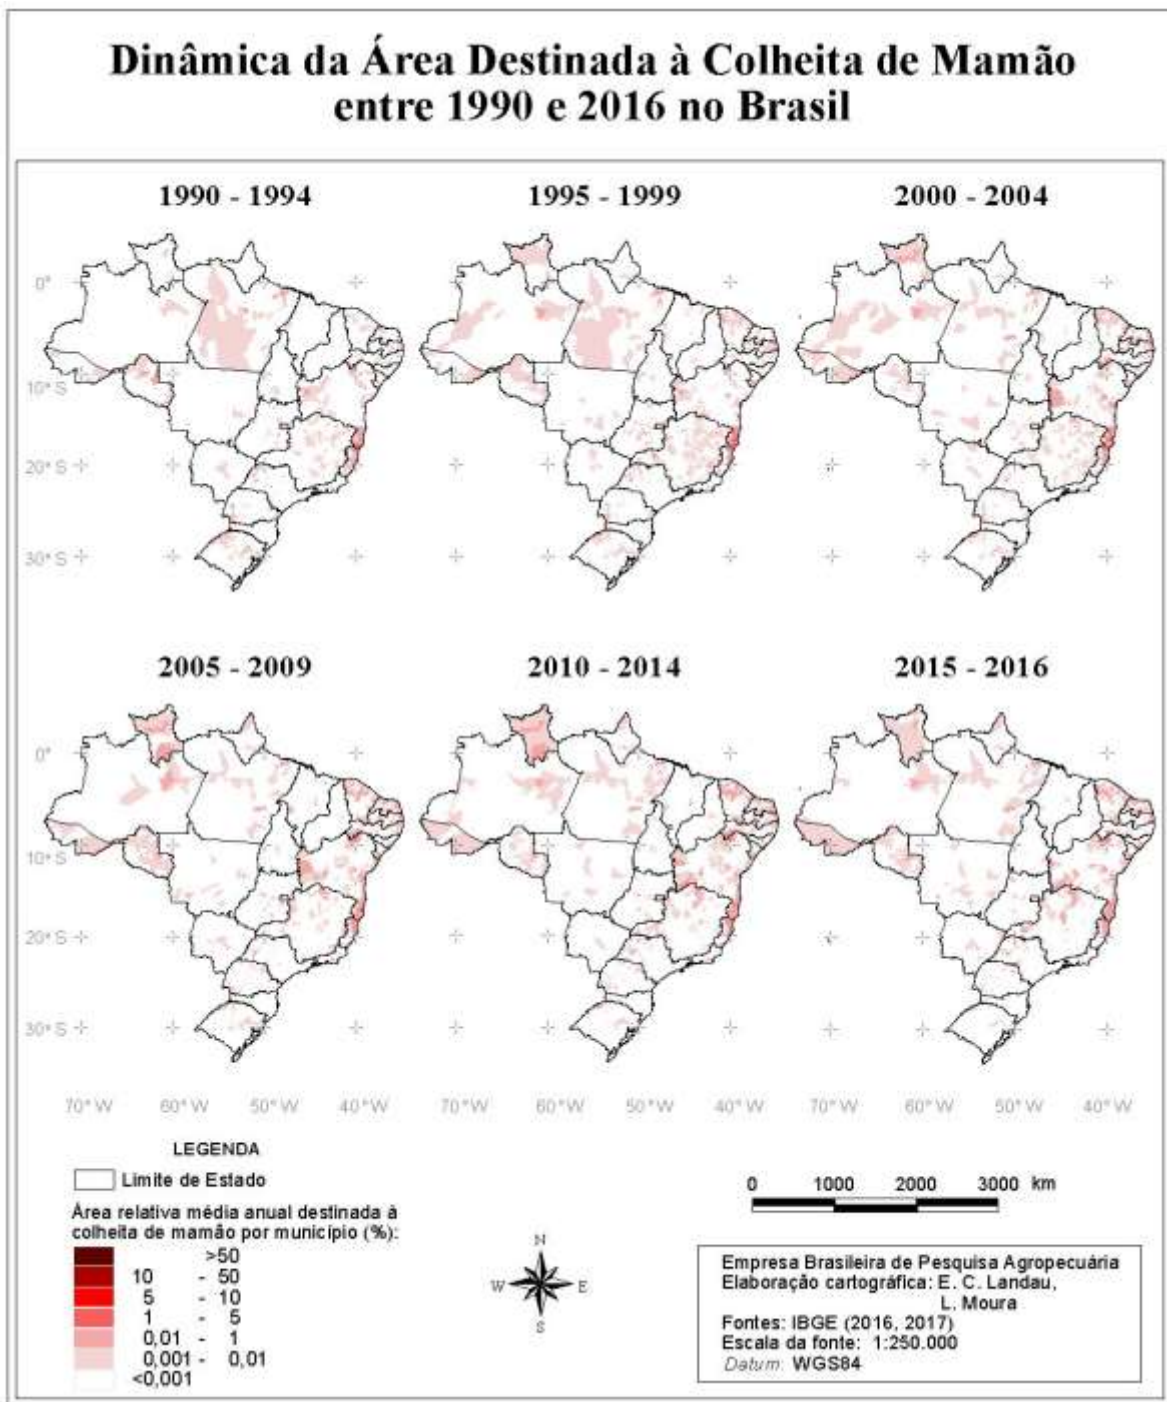 Dinâmica da Área Destinada à Colheita de Mamão
entre 1990 e 2016 no Brasil
1990 - 1994
1995 - 1999
2000 - 2004
0°
10° S
20° S
30° S
2005 - 2009
2010 - 2014
2015 - 2016
0°
10° S
20° S
30° S
70° W 60° W 50° W 40° W 70° W 60° W 50° W 40° W 70° W 60° W 50° W 40° W
LEGENDA
Limite de Estado
Área relativa média anual destinada à
colheita de mamão por município (%):
>50
10 - 50
5 - 10
1 - 5
0,01 - 1
0,001 - 0,01
<0,001
N
W E
S
0 1000 2000 3000 km
Empresa Brasileira de Pesquisa Agropecuária
Elaboração cartográfica: E. C. Landau,
L. Moura
Fontes: IBGE (2016, 2017)
Escala da fonte: 1:250.000
Datum: WGS84